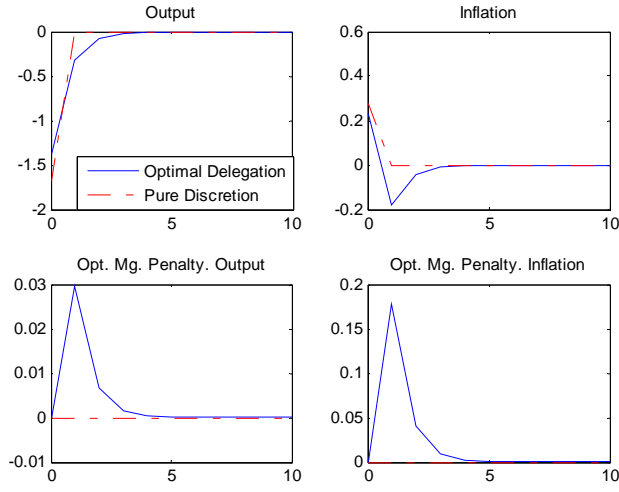 Output
0
-0.5
-1
-1.5
-2
0 5 10
Optimal Delegation
Pure Discretion
Inflation
0.6
0.4
0.2
0
-0.2
0 5 10
Opt. Mg. Penalty. Output
0.03
0.02
0.01
0
-0.01
0 5 10
Opt. Mg. Penalty. Inflation
0.2
0.15
0.1
0.05
0
0 5 10